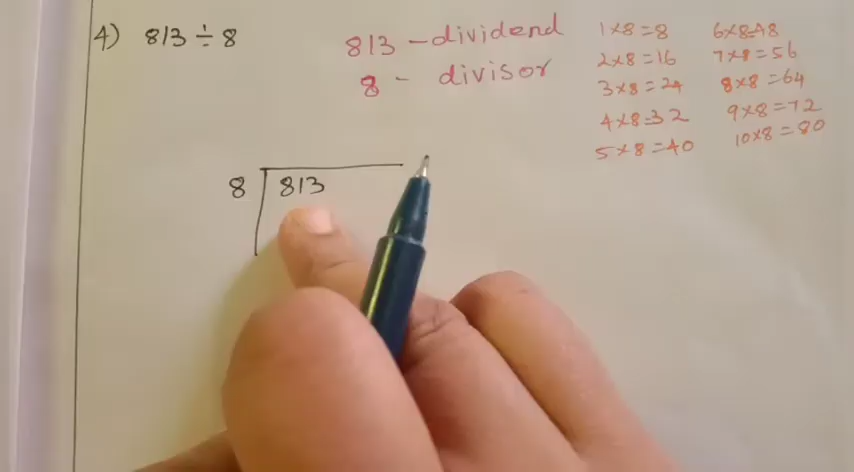 4) 813 ÷ 8
813 - dividend
8 - divisor
1 × 8 = 8
2 × 8 = 16
3 × 8 = 24
4 × 8 = 32
5 × 8 = 40
6 × 8 = 48
7 × 8 = 56
8 × 8 = 64
9 × 8 = 72
10 × 8 = 80
8 813